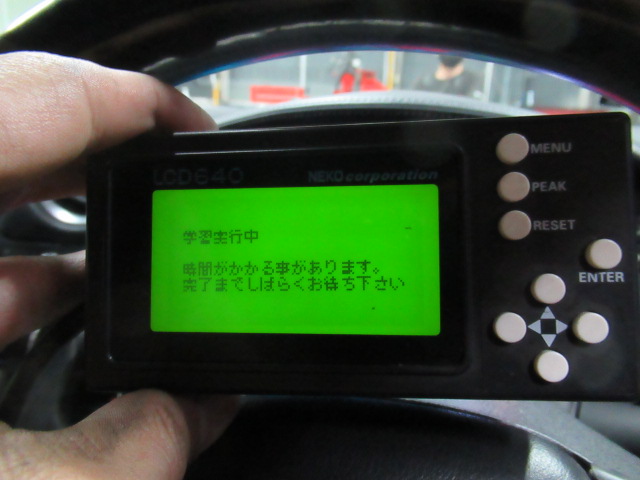 LCD640
NEKO corporation
MENU
PEAK
RESET
ENTER
学習実行中
時間がかかる事があります。
完了までしばらくお待ち下さい